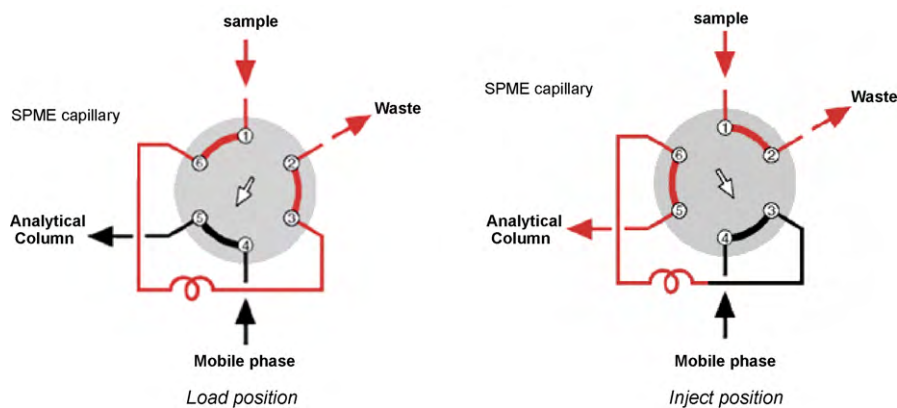 sample
SPME capillary
Waste
1
2
6
5
3
4
Analytical
Column
Mobile phase
Load position
sample
SPME capillary
Waste
1
2
6
5
3
4
Analytical
Column
Mobile phase
Inject position